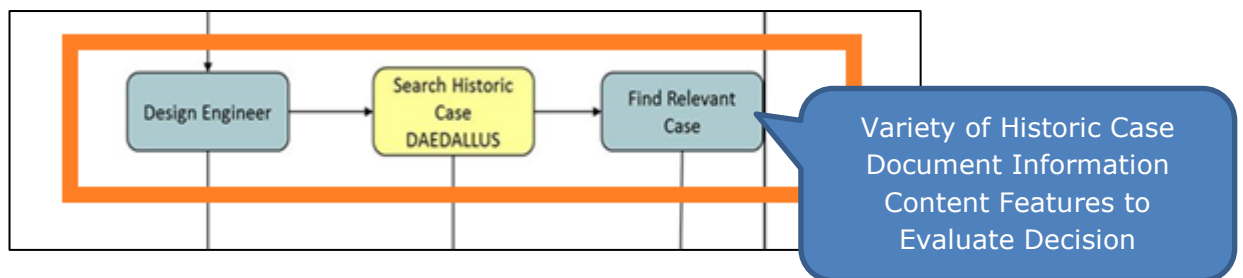 Design Engineer
Search Historic
Case
DAEDALLUS
Find Relevant
Case
Variety of Historic Case
Document Information
Content Features to
Evaluate Decision